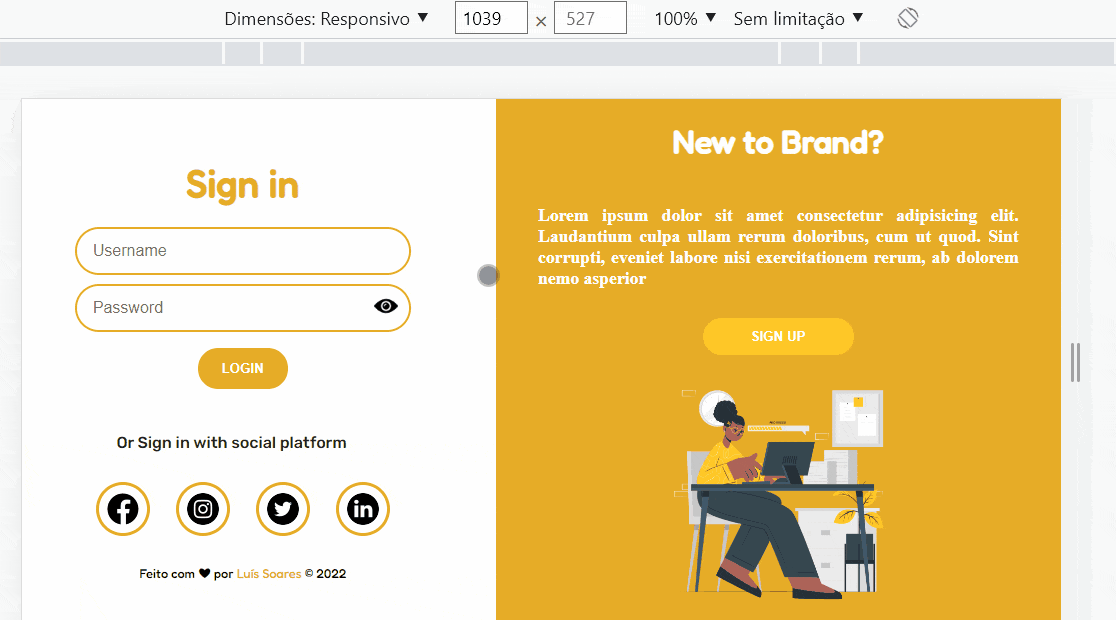 Dimensões: Responsivo ▼ 1039 × 527 100% ▼ Sem limitação ▼
Sign in
Username
Password
LOGIN
Or Sign in with social platform
Feito com ♥ por Luís Soares © 2022
New to Brand?
Lorem ipsum dolor sit amet consectetur adipisicing elit.
Laudantium culpa ullam rerum doloribus, cum ut quod. Sint
corrupti, eveniet labore nisi exercitationem rerum, ab dolorem
nemo asperior
SIGN UP